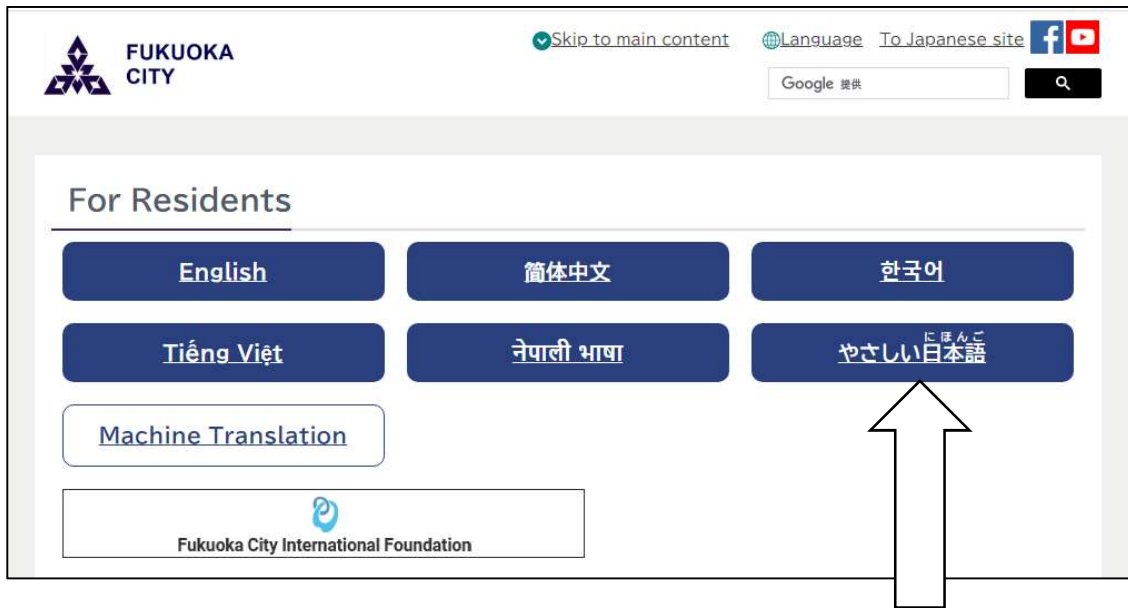 FUKUOKA
CITY
Skip to main content
Language
To Japanese site
Google 提供
For Residents
English
简体中文
한국어
Tiếng Việt
नेपाली भाषा
にほんご
やさしい日本語
Machine Translation
Fukuoka City International Foundation